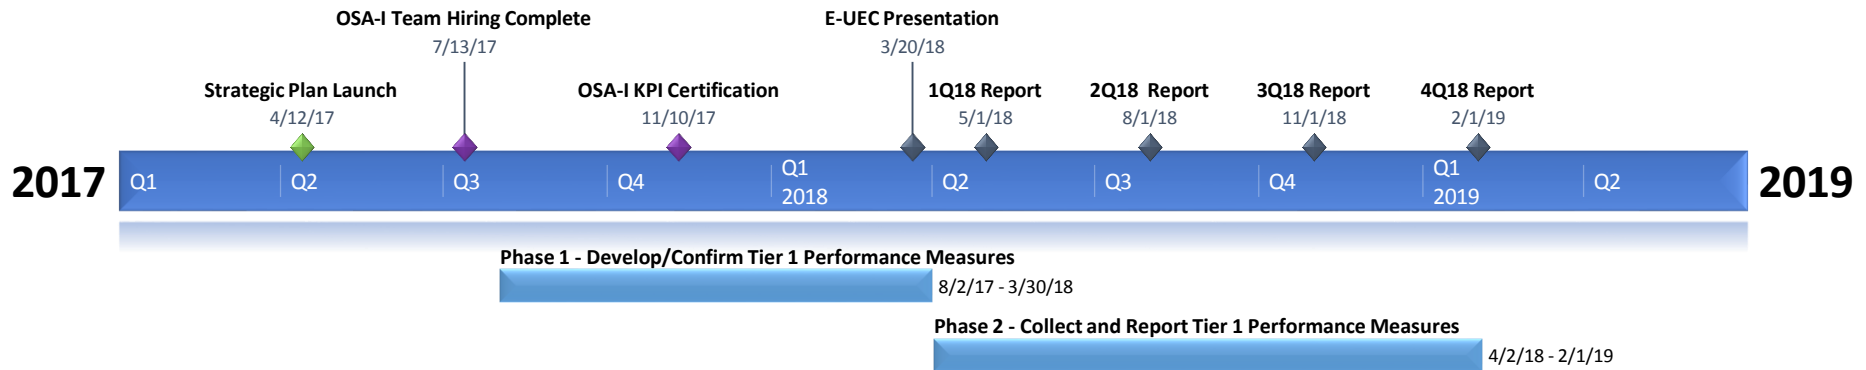 OSA-I Team Hiring Complete
7/13/17
E-UEC Presentation
3/20/18
Strategic Plan Launch
4/12/17
OSA-I KPI Certification
11/10/17
1Q18 Report
5/1/18
2Q18  Report
8/1/18
3Q18 Report
11/1/18
4Q18 Report
2/1/19
2017
Q1
Q2
Q3
Q4
Q1
2018
Q2
Q3
Q4
Q1
2019
Q2
2019
Phase 1 - Develop/Confirm Tier 1 Performance Measures
8/2/17 - 3/30/18
Phase 2 - Collect and Report Tier 1 Performance Measures
4/2/18 - 2/1/19